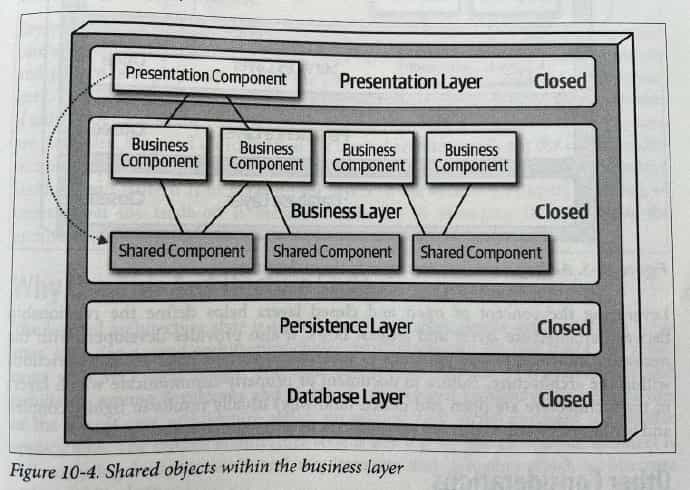 Presentation Component
Presentation Layer
Closed
Business
Component
Business
Component
Business
Component
Business
Component
Business Layer
Closed
Shared Component
Shared Component
Shared Component
Persistence Layer
Closed
Database Layer
Closed
Figure 10-4. Shared objects within the business layer